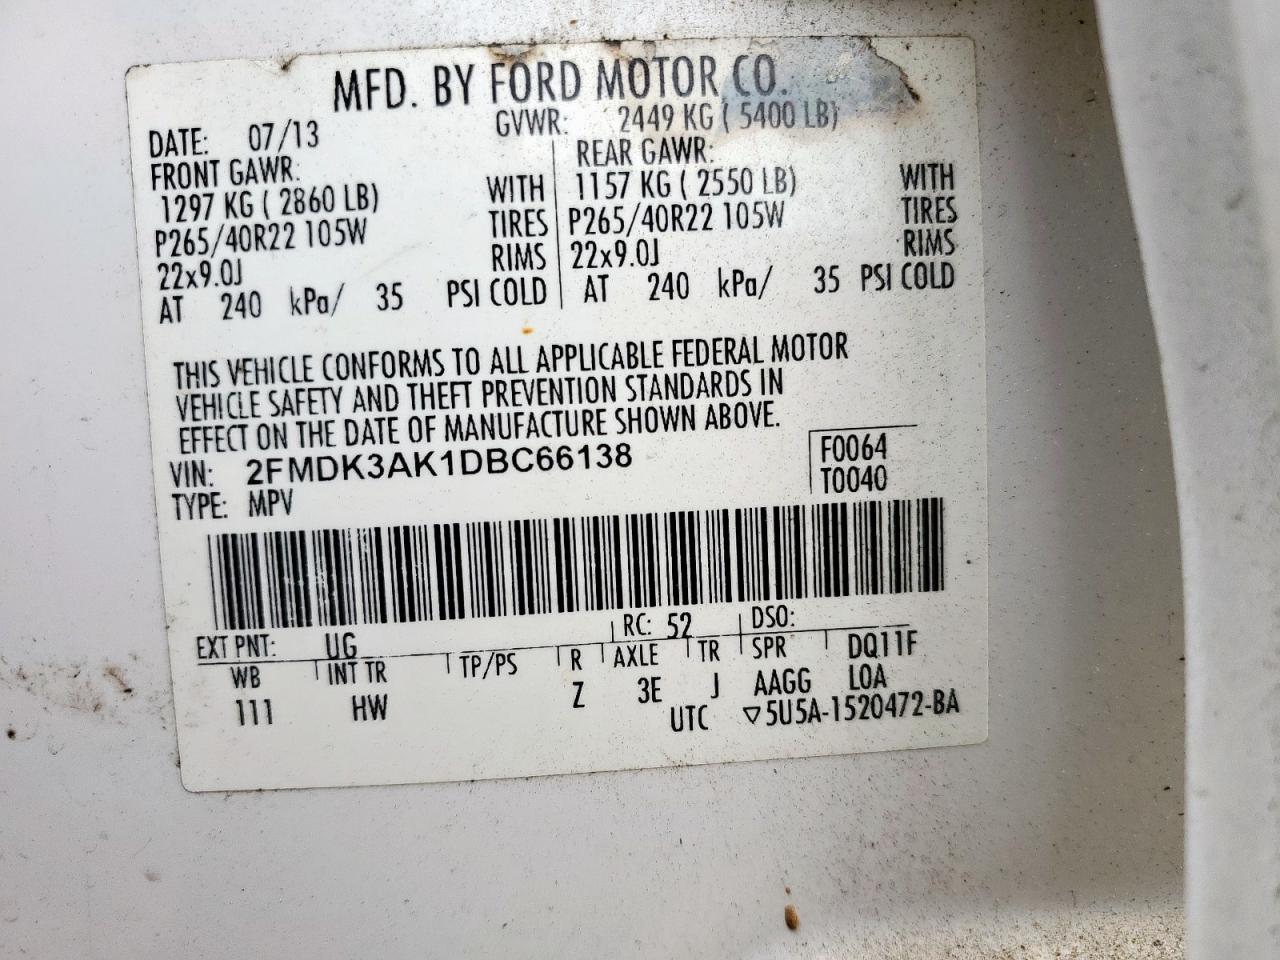 MFD. BY FORD MOTOR CO.
DATE: 07/13 GVWR: 2449 KG ( 5400 LB)
FRONT GAWR: REAR GAWR:
1297 KG ( 2860 LB) WITH 1157 KG ( 2550 LB) WITH
P265/40R22 105W TIRES P265/40R22 105W TIRES
22x9.0J RIMS 22x9.0J RIMS
AT 240 kPa/ 35 PSI COLD AT 240 kPa/ 35 PSI COLD
THIS VEHICLE CONFORMS TO ALL APPLICABLE FEDERAL MOTOR
VEHICLE SAFETY AND THEFT PREVENTION STANDARDS IN
EFFECT ON THE DATE OF MANUFACTURE SHOWN ABOVE.
VIN: 2FMDK3AK1DBC66138 F0064
TYPE: MPV T0040
EXT PNT: UG RC: 52 DSO:
WB INT TR TP/PS R AXLE TR SPR DQ11F
111 HW Z 3E J AAGG LOA
UTC ▽5U5A-1520472-BA